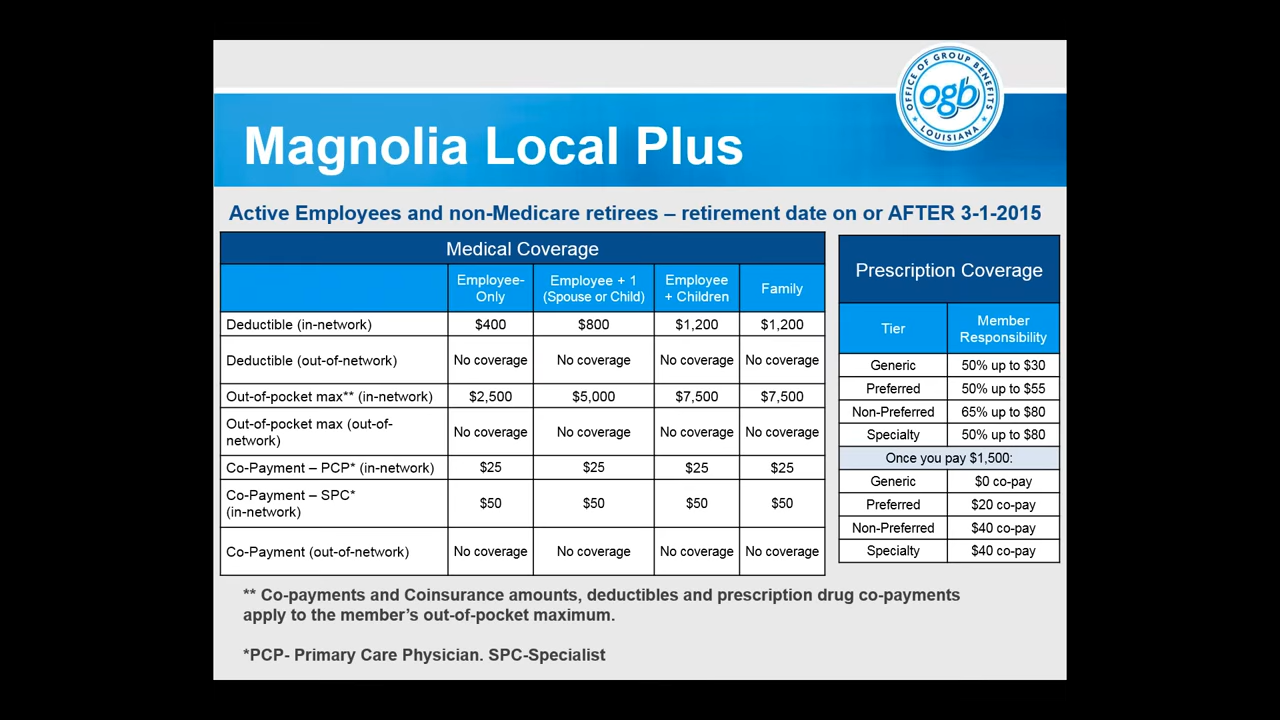 OFFICE OF GROUP BENEFITS
ogb
LOUISIANA
Magnolia Local Plus
Active Employees and non-Medicare retirees – retirement date on or AFTER 3-1-2015
Medical Coverage
Employee-Only Employee + 1 (Spouse or Child) Employee + Children Family
Deductible (in-network) $400 $800 $1,200 $1,200
Deductible (out-of-network) No coverage No coverage No coverage No coverage
Out-of-pocket max** (in-network) $2,500 $5,000 $7,500 $7,500
Out-of-pocket max (out-of-network) No coverage No coverage No coverage No coverage
Co-Payment – PCP* (in-network) $25 $25 $25 $25
Co-Payment – SPC* (in-network) $50 $50 $50 $50
Co-Payment (out-of-network) No coverage No coverage No coverage No coverage
Prescription Coverage
Tier Member Responsibility
Generic 50% up to $30
Preferred 50% up to $55
Non-Preferred 65% up to $80
Specialty 50% up to $80
Once you pay $1,500:
Generic $0 co-pay
Preferred $20 co-pay
Non-Preferred $40 co-pay
Specialty $40 co-pay
** Co-payments and Coinsurance amounts, deductibles and prescription drug co-payments
apply to the member's out-of-pocket maximum.
*PCP- Primary Care Physician. SPC-Specialist